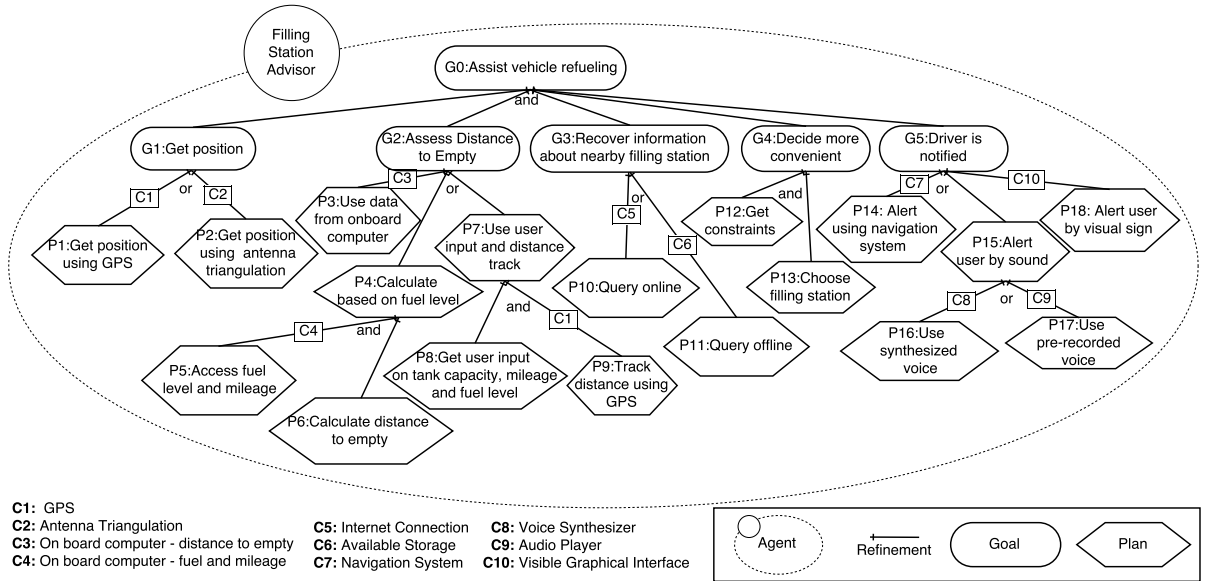 Filling
Station
Advisor
G0:Assist vehicle refueling
and
G1:Get position
G2:Assess Distance
to Empty
G3:Recover information
about nearby filling station
G4:Decide more
convenient
G5:Driver is
notified
C1
or
C2
C3
or
or
C5
C6
and
C7
or
C10
P1:Get position
using GPS
P2:Get position
using antenna
triangulation
P3:Use data
from onboard
computer
P7:Use user
input and distance
track
P4:Calculate
based on fuel level
P10:Query online
P11:Query offline
P12:Get
constraints
P13:Choose
filling station
P14: Alert
using navigation
system
P15:Alert
user by sound
P18: Alert user
by visual sign
C4
and
and
C1
C8
or
C9
P5:Access fuel
level and mileage
P6:Calculate distance
to empty
P8:Get user input
on tank capacity, mileage
and fuel level
P9:Track
distance using
GPS
P16:Use
synthesized
voice
P17:Use
pre-recorded
voice
C1: GPS
C2: Antenna Triangulation
C3: On board computer - distance to empty
C4: On board computer - fuel and mileage
C5: Internet Connection
C6: Available Storage
C7: Navigation System
C8: Voice Synthesizer
C9: Audio Player
C10: Visible Graphical Interface
Agent
Refinement
Goal
Plan